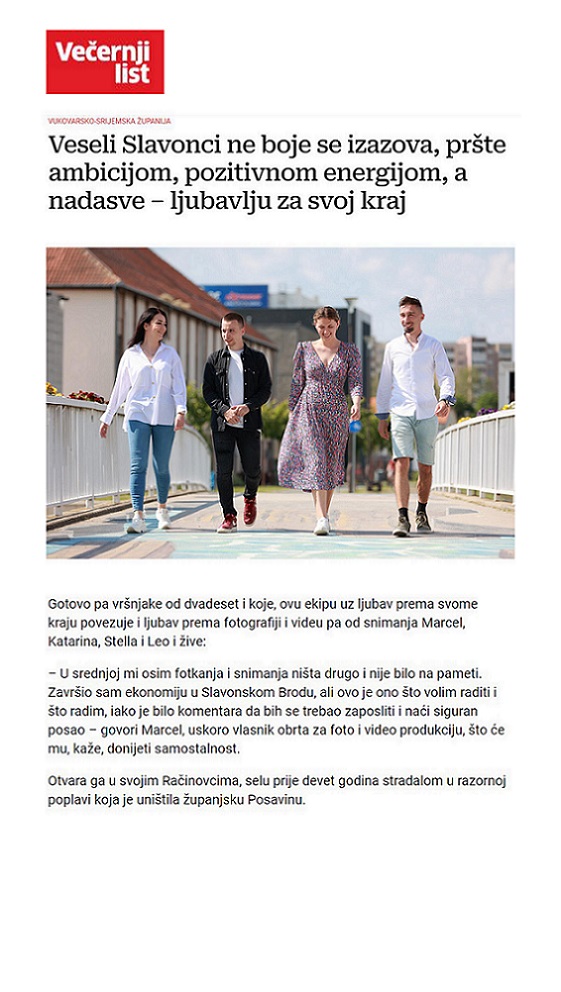 Večernji
list
VUKOVARSKO-SRIJEMSKA ŽUPANIJA
Veseli Slavonci ne boje se izazova, pršte
ambicijom, pozitivnom energijom, a
nadasve – ljubavlju za svoj kraj
Gotovo pa vršnjake od dvadeset i koje, ovu ekipu uz ljubav prema svome
kraju povezuje i ljubav prema fotografiji i videu pa od snimanja Marcel,
Katarina, Stella i Leo i žive:
– U srednjoj mi osim fotkanja i snimanja ništa drugo i nije bilo na pameti.
Završio sam ekonomiju u Slavonskom Brodu, ali ovo je ono što volim raditi i
što radim, iako je bilo komentara da bih se trebao zaposliti i naći siguran
posao – govori Marcel, uskoro vlasnik obrta za foto i video produkciju, što će
mu, kaže, donijeti samostalnost.
Otvara ga u svojim Račinovcima, selu prije devet godina stradalom u razornoj
poplavi koja je uništila županjsku Posavinu.